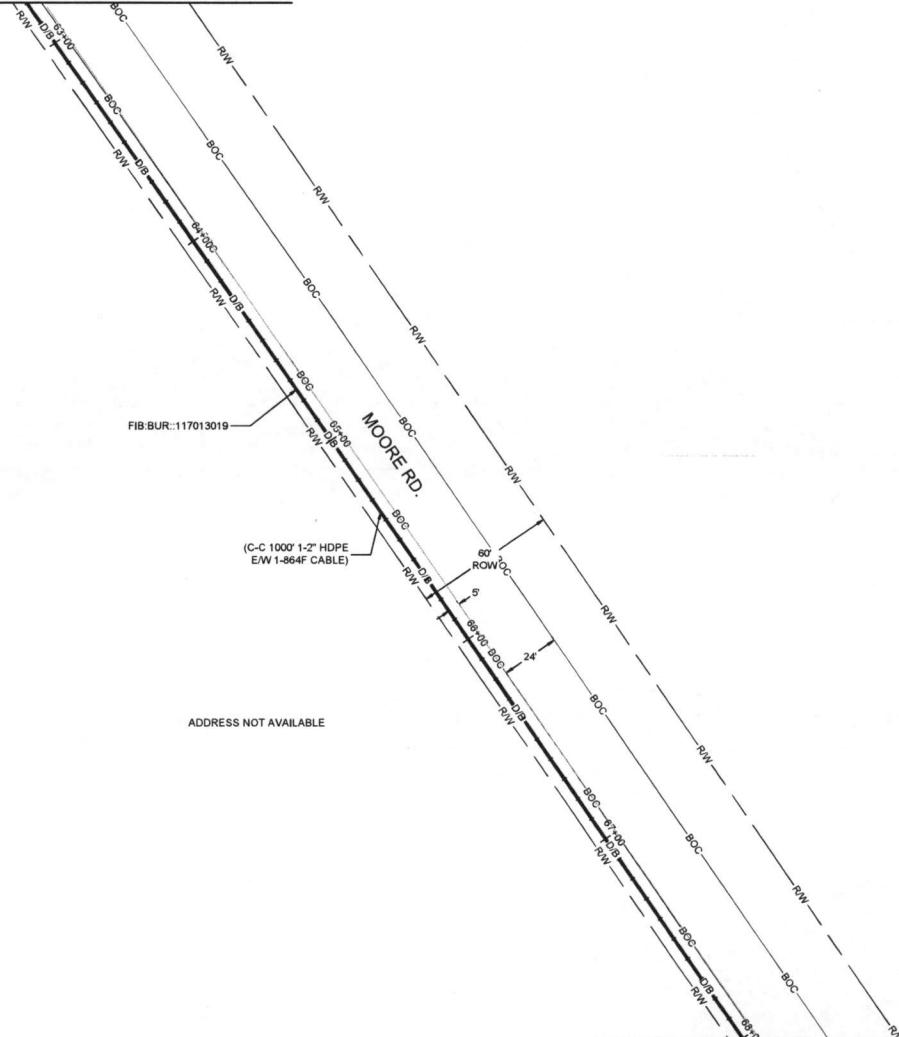 R/W
D/B
63+00
BOC
R/W
BOC
R/W
D/B
BOC
R/W
64+00
R/W
D/B
BOC
R/W
BOC
FIB:BUR::117013019
R/W
65+00
D/B
MOORE RD.
BOC
R/W
BOC
(C-C 1000' 1-2" HDPE
E/W 1-864F CABLE)
R/W
D/B
60'
ROW
BOC
5'
R/W
66+00
BOC
24'
R/W
D/B
BOC
ADDRESS NOT AVAILABLE
R/W
BOC
67+00
D/B
R/W
BOC
R/W
BOC
D/B
R/W
BOC
68+
R/